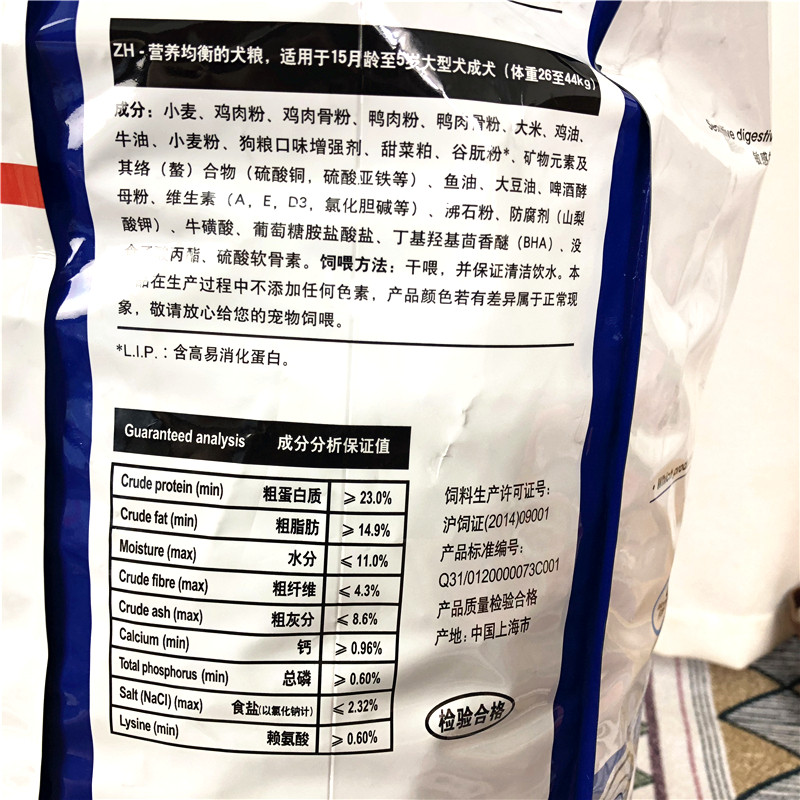 ZH - 营养均衡的犬粮，适用于15月龄至5岁大型犬成犬（体重26至44kg）
成分：小麦、鸡肉粉、鸡肉骨粉、鸭肉粉、鸭肉骨粉、大米、鸡油、
牛油、小麦粉、狗粮口味增强剂、甜菜粕、谷朊粉*、矿物元素及
其络（螯）合物（硫酸铜，硫酸亚铁等）、鱼油、大豆油、啤酒酵
母粉、维生素（A，E，D3，氯化胆碱等）、沸石粉、防腐剂（山梨
酸钾）、牛磺酸、葡萄糖胺盐酸盐、丁基羟基茴香醚（BHA）、没
丙酯、硫酸软骨素。饲喂方法：干喂，并保证清洁饮水。本
品在生产过程中不添加任何色素，产品颜色若有差异属于正常现
象，敬请放心给您的宠物饲喂。
*L.I.P.：含高易消化蛋白。
digesti
Guaranteed analysis 成分分析保证值
Crude protein (min) 粗蛋白质 ≥ 23.0%
Crude fat (min) 粗脂肪 ≥ 14.9%
Moisture (max) 水分 ≤ 11.0%
Crude fibre (max) 粗纤维 ≤ 4.3%
Crude ash (max) 粗灰分 ≤ 8.6%
Calcium (min) 钙 ≥ 0.96%
Total phosphorus (min) 总磷 ≥ 0.60%
Salt (NaCl) (max) 食盐(以氯化钠计) ≤ 2.32%
Lysine (min) 赖氨酸 ≥ 0.60%
饲料生产许可证号：
沪饲证(2014)09001
产品标准编号：
Q31/0120000073C001
产品质量检验合格
产地：中国上海市
检验合格